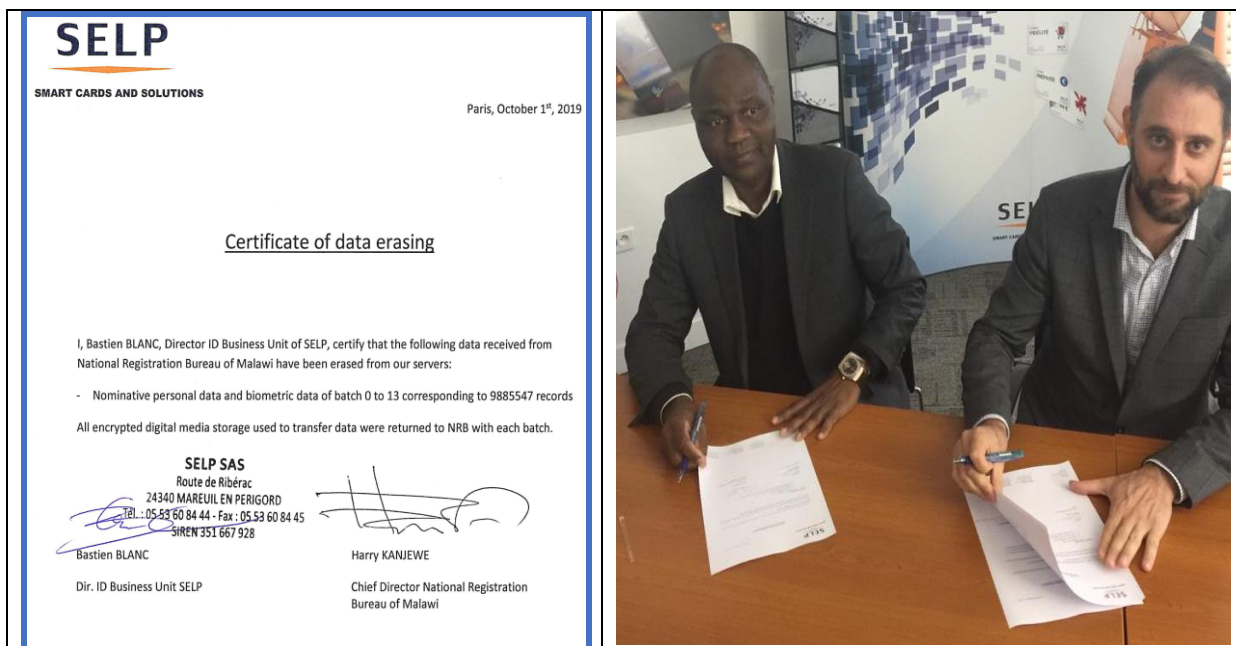 SELP
SMART CARDS AND SOLUTIONS
Paris, October 1st, 2019
Certificate of data erasing
I, Bastien BLANC, Director ID Business Unit of SELP, certify that the following data received from
National Registration Bureau of Malawi have been erased from our servers:
- Nominative personal data and biometric data of batch 0 to 13 corresponding to 9885547 records
All encrypted digital media storage used to transfer data were returned to NRB with each batch.
SELP SAS
Route de Ribérac
24340 MAREUIL EN PERIGORD
Tél. : 05 53 60 84 44 - Fax : 05 53 60 84 45
SIREN 351 667 928
Bastien BLANC
Harry KANJEWE
Dir. ID Business Unit SELP
Chief Director National Registration
Bureau of Malawi
FIDELITE
SEL
SMART CARDS
SELP
SELP